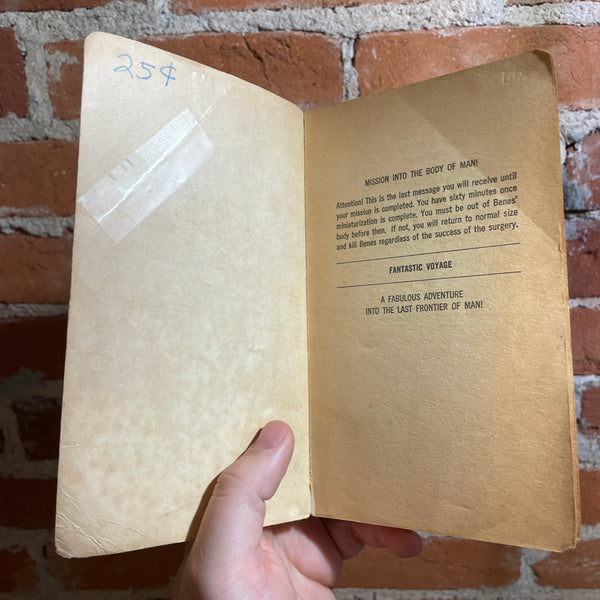 25¢
MISSION INTO THE BODY OF MAN!
Attention! This is the last message you will receive until
your mission is completed. You have sixty minutes once
miniaturization is complete. You must be out of Benes'
body before then. If not, you will return to normal size
and kill Benes regardless of the success of the surgery.
FANTASTIC VOYAGE
A FABULOUS ADVENTURE
INTO THE LAST FRONTIER OF MAN!